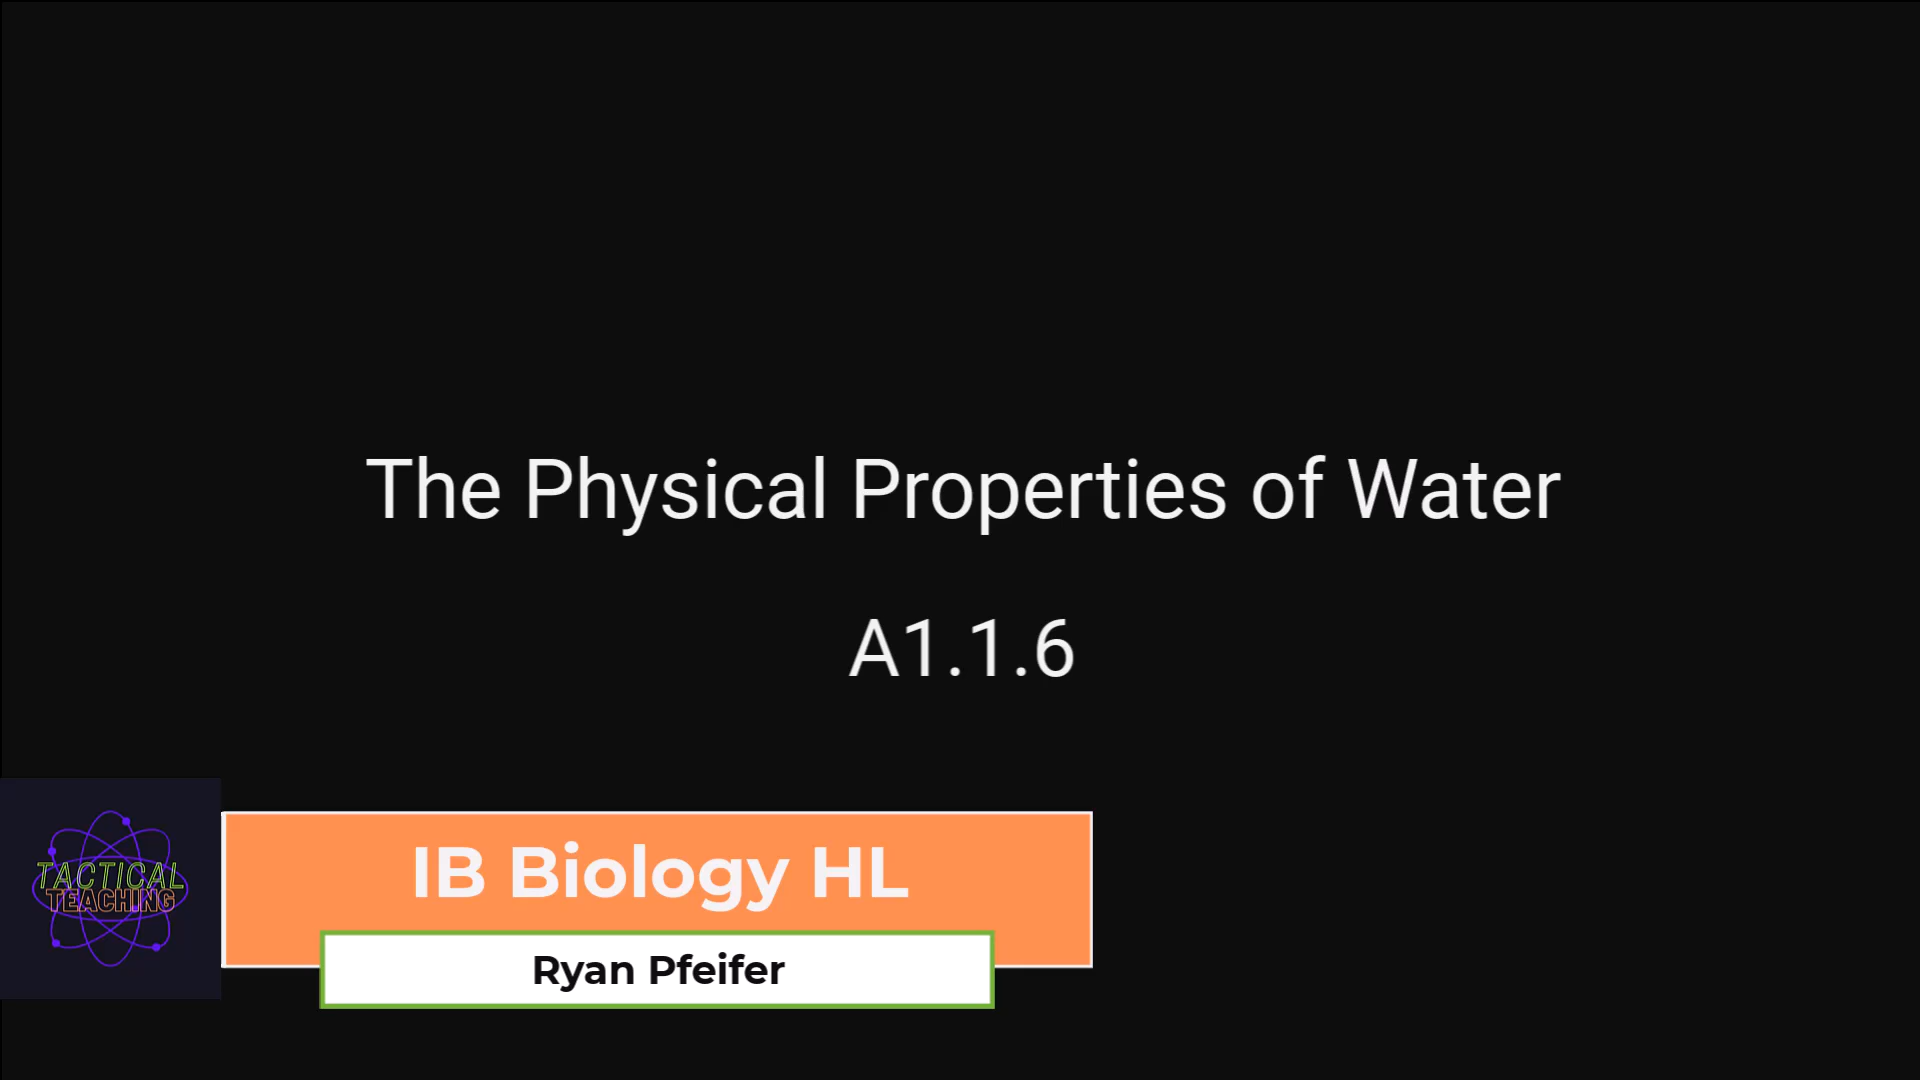 The Physical Properties of Water
A1.1.6
TACTICAL
TEACHING
IB Biology HL
Ryan Pfeifer